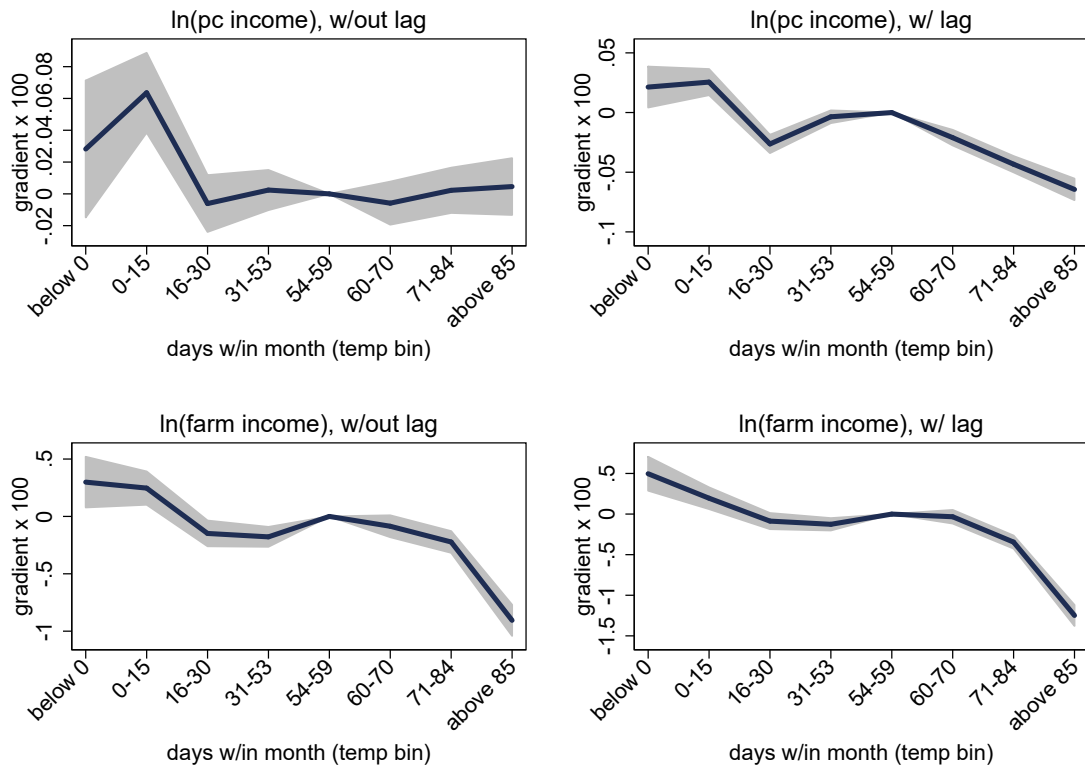 ln(pc income), w/out lag
gradient x 100
-.02 0 .02 .04 .06 .08
below 0 0-15 16-30 31-53 54-59 60-70 71-84 above 85
days w/in month (temp bin)
ln(pc income), w/ lag
gradient x 100
-.1 -.05 0 .05
below 0 0-15 16-30 31-53 54-59 60-70 71-84 above 85
days w/in month (temp bin)
ln(farm income), w/out lag
gradient x 100
-1 -.5 0 .5
below 0 0-15 16-30 31-53 54-59 60-70 71-84 above 85
days w/in month (temp bin)
ln(farm income), w/ lag
gradient x 100
-1.5 -1 -.5 0 .5
below 0 0-15 16-30 31-53 54-59 60-70 71-84 above 85
days w/in month (temp bin)